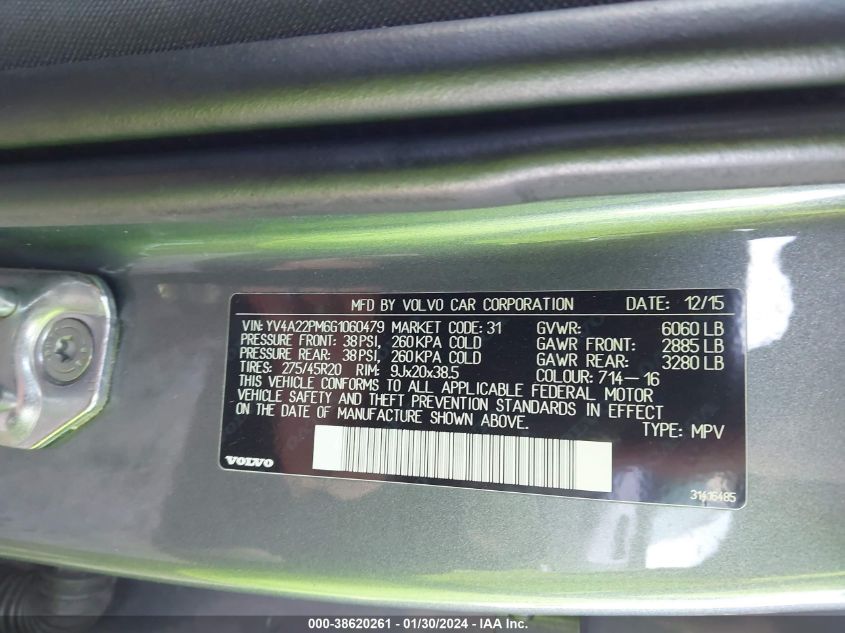 MFD BY VOLVO CAR CORPORATION DATE: 12/15
VIN: YV4A22PM6G1060479 MARKET CODE: 31 GVWR: 6060 LB
PRESSURE FRONT: 38 PSI, 260 KPA COLD GAWR FRONT: 2885 LB
PRESSURE REAR: 38 PSI, 260 KPA COLD GAWR REAR: 3280 LB
TIRES: 275/45R20 RIM: 9Jx20x38.5 COLOUR: 714-16
THIS VEHICLE CONFORMS TO ALL APPLICABLE FEDERAL MOTOR
VEHICLE SAFETY AND THEFT PREVENTION STANDARDS IN EFFECT
ON THE DATE OF MANUFACTURE SHOWN ABOVE. TYPE: MPV
VOLVO
31416485
000-38620261 - 01/30/2024 - IAA Inc.